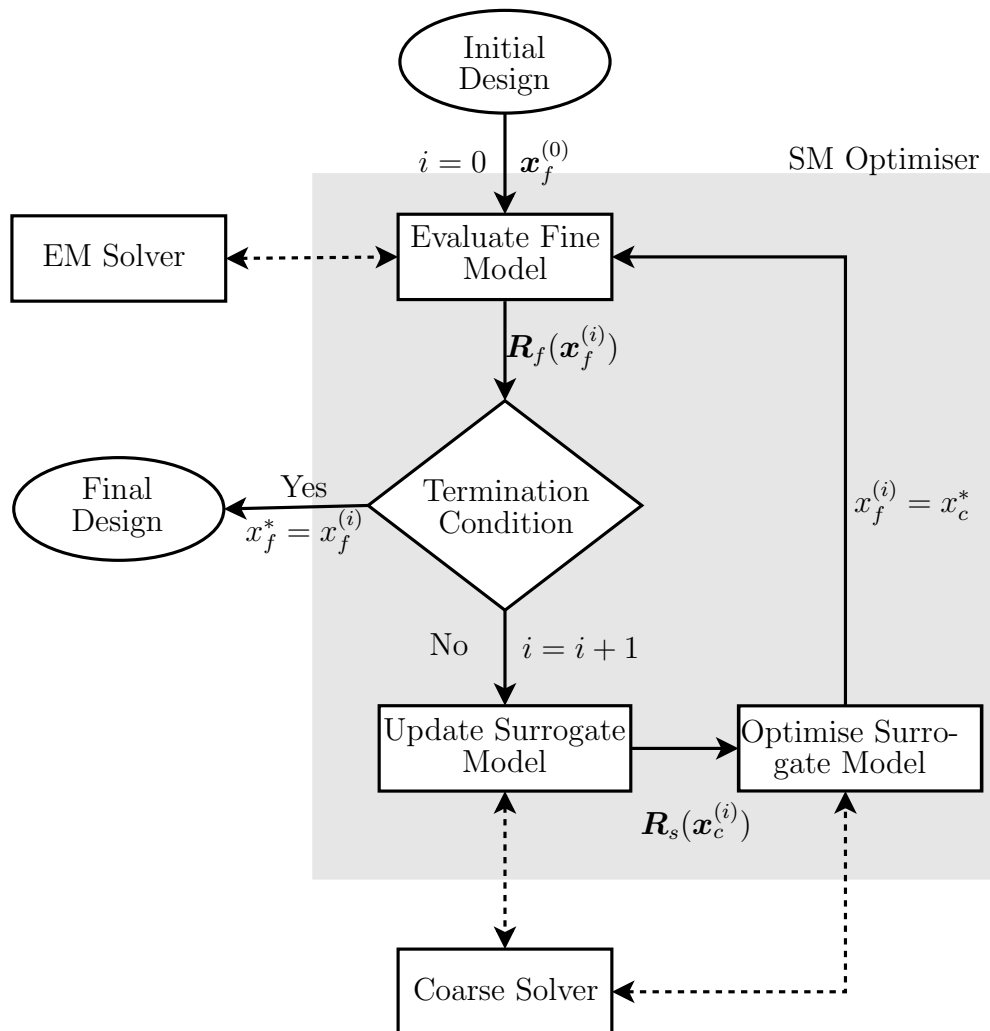 Initial
Design
i = 0
x_f^{(0)}
SM Optimiser
EM Solver
Evaluate Fine
Model
R_f(x_f^{(i)})
Final
Design
Yes
x_f^* = x_f^{(i)}
Termination
Condition
x_f^{(i)} = x_c^*
No
i = i + 1
Update Surrogate
Model
Optimise Surro-
gate Model
R_s(x_c^{(i)})
Coarse Solver